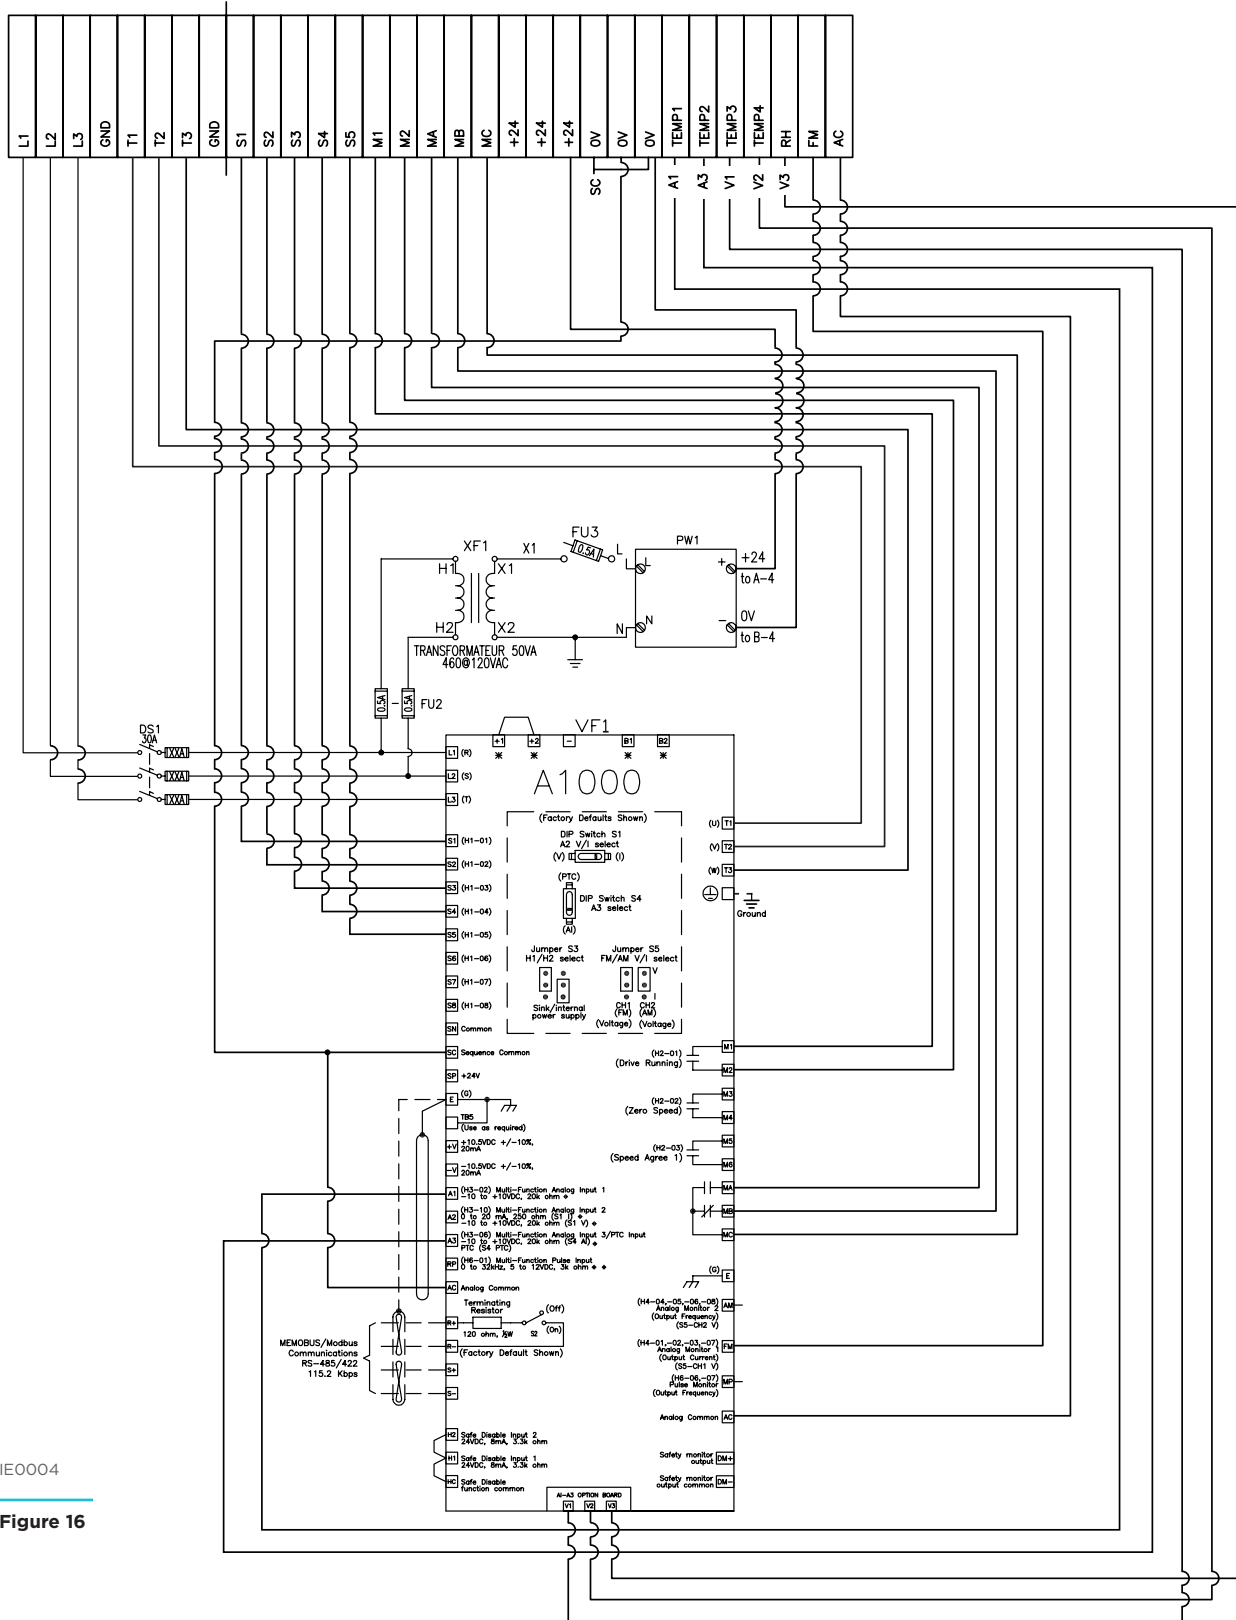 L1 L2 L3 GND T1 T2 T3 GND S1 S2 S3 S4 S5 M1 M2 MA MB MC +24 +24 +24 0V 0V 0V TEMP1 TEMP2 TEMP3 TEMP4 RH FM AC
SC A1 A3 V1 V2 V3
XF1
X1
FU3
0.5A
L
PW1
H1
X1
L
+
+24
to A-4
H2
X2
N
N
-
0V
to B-4
TRANSFORMATEUR 50VA
460@120VAC
0.5A
0.5A
FU2
DS1
30A
XXA
XXA
XXA
VF1
+1 +2 - B1 B2
A1000
L1 (R)
L2 (S)
L3 (T)
(Factory Defaults Shown)
DIP Switch S1
A2 V/I select
(V) (I)
(PTC)
DIP Switch S4
A3 select
(AI)
Jumper S3
H1/H2 select
Sink/internal
power supply
Jumper S5
FM/AM V/I select
V
I
CH1 CH2
(FM) (AM)
(Voltage) (Voltage)
S1 (H1-01)
S2 (H1-02)
S3 (H1-03)
S4 (H1-04)
S5 (H1-05)
S6 (H1-06)
S7 (H1-07)
S8 (H1-08)
SN Common
SC Sequence Common
SP +24V
E (G)
TB5
(Use as required)
+V +10.5VDC +/-10%,
20mA
-V -10.5VDC +/-10%,
20mA
A1 (H3-02) Multi-Function Analog Input 1
-10 to +10VDC, 20k ohm
A2 (H3-10) Multi-Function Analog Input 2
0 to 20 mA, 250 ohm (S1 I)
-10 to +10VDC, 20k ohm (S1 V)
A3 (H3-06) Multi-Function Analog Input 3/PTC Input
-10 to +10VDC, 20k ohm (S4 AI)
PTC (S4 PTC)
RP (H6-01) Multi-Function Pulse Input
0 to 32kHz, 5 to 12VDC, 3k ohm
AC Analog Common
Terminating
Resistor
(Off)
R+
120 ohm, ½W
S2
(On)
R-
(Factory Default Shown)
S+
S-
MEMOBUS/Modbus
Communications
RS-485/422
115.2 Kbps
H2 Safe Disable Input 2
24VDC, 8mA, 3.3k ohm
H1 Safe Disable Input 1
24VDC, 8mA, 3.3k ohm
HC Safe Disable
function common
(U) T1
(V) T2
(W) T3
Ground
M1
(H2-01)
(Drive Running)
M2
M3
(H2-02)
(Zero Speed)
M4
M5
(H2-03)
(Speed Agree 1)
M6
MA
MB
MC
(G) E
(H4-04,-05,-06,-08)
Analog Monitor 2 AM
(Output Frequency)
(S5-CH2 V)
(H4-01,-02,-03,-07)
Analog Monitor 1 FM
(Output Current)
(S5-CH1 V)
(H6-06,-07)
Pulse Monitor MP
(Output Frequency)
Analog Common AC
Safety monitor
output DM+
Safety monitor
output common DM-
AI-A3 OPTION BOARD
V1 V2 V3
IE0004
Figure 16